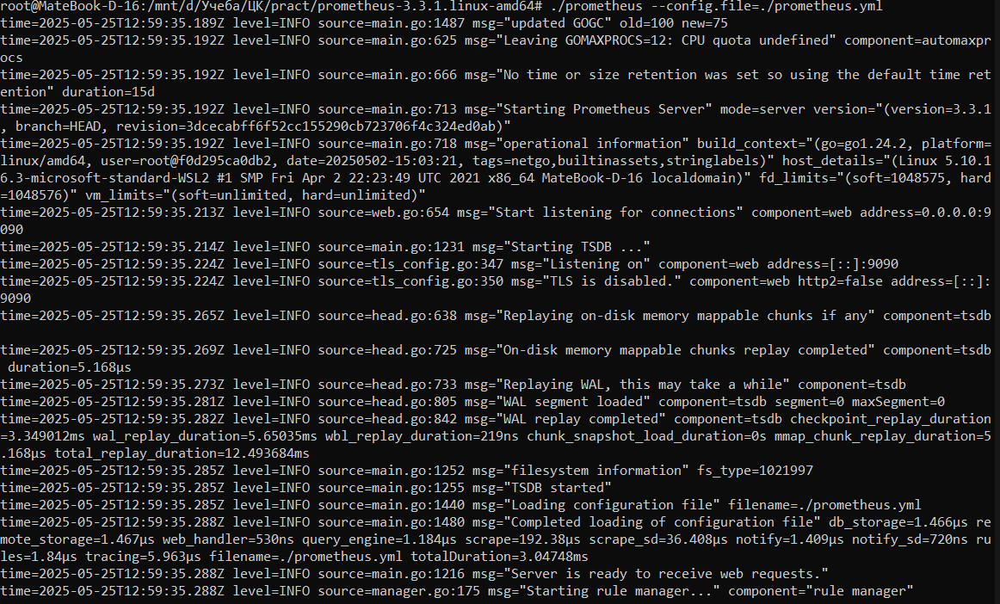 root@MateBook-D-16:/mnt/d/Учеба/ЦК/pract/prometheus-3.3.1.linux-amd64# ./prometheus --config.file=./prometheus.yml
time=2025-05-25T12:59:35.189Z level=INFO source=main.go:1487 msg="updated GOGC" old=100 new=75
time=2025-05-25T12:59:35.192Z level=INFO source=main.go:625 msg="Leaving GOMAXPROCS=12: CPU quota undefined" component=automaxpr
ocs
time=2025-05-25T12:59:35.192Z level=INFO source=main.go:666 msg="No time or size retention was set so using the default time ret
ention" duration=15d
time=2025-05-25T12:59:35.192Z level=INFO source=main.go:713 msg="Starting Prometheus Server" mode=server version="(version=3.3.1
, branch=HEAD, revision=3dcecabff6f52cc155290cb723706f4c324ed0ab)"
time=2025-05-25T12:59:35.192Z level=INFO source=main.go:718 msg="operational information" build_context="(go=go1.24.2, platform=
linux/amd64, user=root@f0d295ca0db2, date=20250502-15:03:21, tags=netgo,builtinassets,stringlabels)" host_details="(Linux 5.10.1
6.3-microsoft-standard-WSL2 #1 SMP Fri Apr 2 22:23:49 UTC 2021 x86_64 MateBook-D-16 localdomain)" fd_limits="(soft=1048575, hard
=1048576)" vm_limits="(soft=unlimited, hard=unlimited)"
time=2025-05-25T12:59:35.213Z level=INFO source=web.go:654 msg="Start listening for connections" component=web address=0.0.0.0:9
090
time=2025-05-25T12:59:35.214Z level=INFO source=main.go:1231 msg="Starting TSDB ..."
time=2025-05-25T12:59:35.224Z level=INFO source=tls_config.go:347 msg="Listening on" component=web address=[::]:9090
time=2025-05-25T12:59:35.224Z level=INFO source=tls_config.go:350 msg="TLS is disabled." component=web http2=false address=[::]:
9090
time=2025-05-25T12:59:35.265Z level=INFO source=head.go:638 msg="Replaying on-disk memory mappable chunks if any" component=tsdb
time=2025-05-25T12:59:35.269Z level=INFO source=head.go:725 msg="On-disk memory mappable chunks replay completed" component=tsdb
 duration=5.168µs
time=2025-05-25T12:59:35.273Z level=INFO source=head.go:733 msg="Replaying WAL, this may take a while" component=tsdb
time=2025-05-25T12:59:35.281Z level=INFO source=head.go:805 msg="WAL segment loaded" component=tsdb segment=0 maxSegment=0
time=2025-05-25T12:59:35.282Z level=INFO source=head.go:842 msg="WAL replay completed" component=tsdb checkpoint_replay_duration
=3.349012ms wal_replay_duration=5.65035ms wbl_replay_duration=219ns chunk_snapshot_load_duration=0s mmap_chunk_replay_duration=5
.168µs total_replay_duration=12.493684ms
time=2025-05-25T12:59:35.285Z level=INFO source=main.go:1252 msg="filesystem information" fs_type=1021997
time=2025-05-25T12:59:35.285Z level=INFO source=main.go:1255 msg="TSDB started"
time=2025-05-25T12:59:35.285Z level=INFO source=main.go:1440 msg="Loading configuration file" filename=./prometheus.yml
time=2025-05-25T12:59:35.288Z level=INFO source=main.go:1480 msg="Completed loading of configuration file" db_storage=1.466µs re
mote_storage=1.467µs web_handler=530ns query_engine=1.184µs scrape=192.38µs scrape_sd=36.408µs notify=1.409µs notify_sd=720ns ru
les=1.84µs tracing=5.963µs filename=./prometheus.yml totalDuration=3.04748ms
time=2025-05-25T12:59:35.288Z level=INFO source=main.go:1216 msg="Server is ready to receive web requests."
time=2025-05-25T12:59:35.288Z level=INFO source=manager.go:175 msg="Starting rule manager..." component="rule manager"